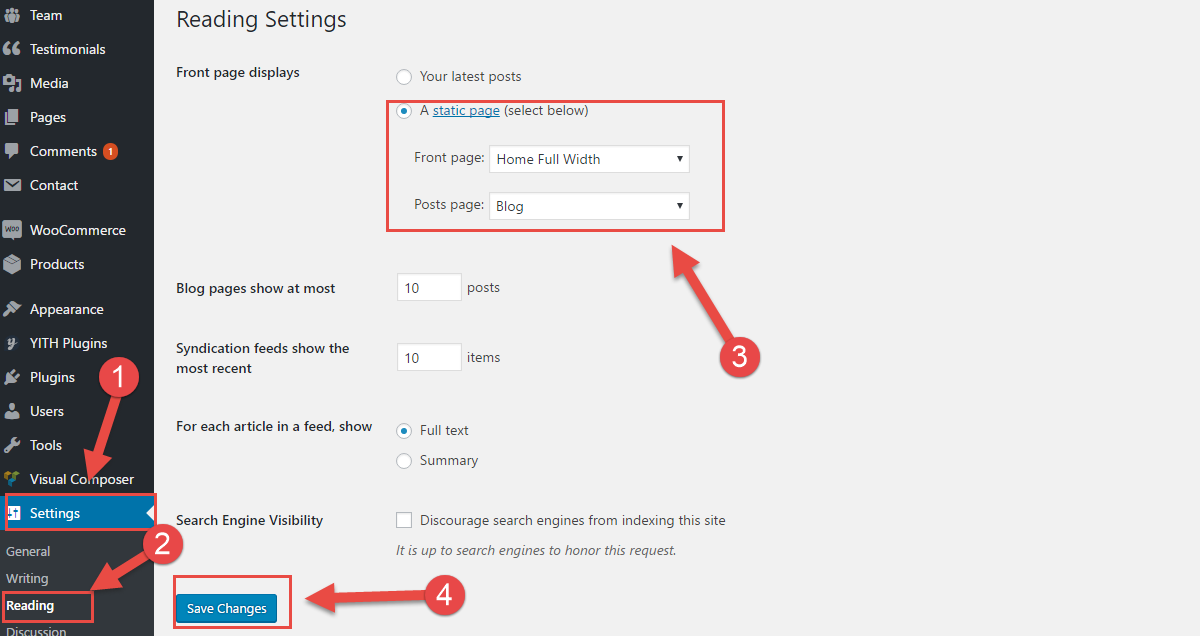 Team
Testimonials
Media
Pages
Comments 1
Contact
WOO WooCommerce
Products
Appearance
YITH Plugins
Plugins
Users
Tools
Visual Composer
Settings
General
Writing
Reading
Discussion
1
2
Reading Settings
Front page displays
Your latest posts
A static page (select below)
Front page: Home Full Width
Posts page: Blog
3
Blog pages show at most 10 posts
Syndication feeds show the
most recent
10 items
For each article in a feed, show
Full text
Summary
Search Engine Visibility
Discourage search engines from indexing this site
It is up to search engines to honor this request.
Save Changes
4